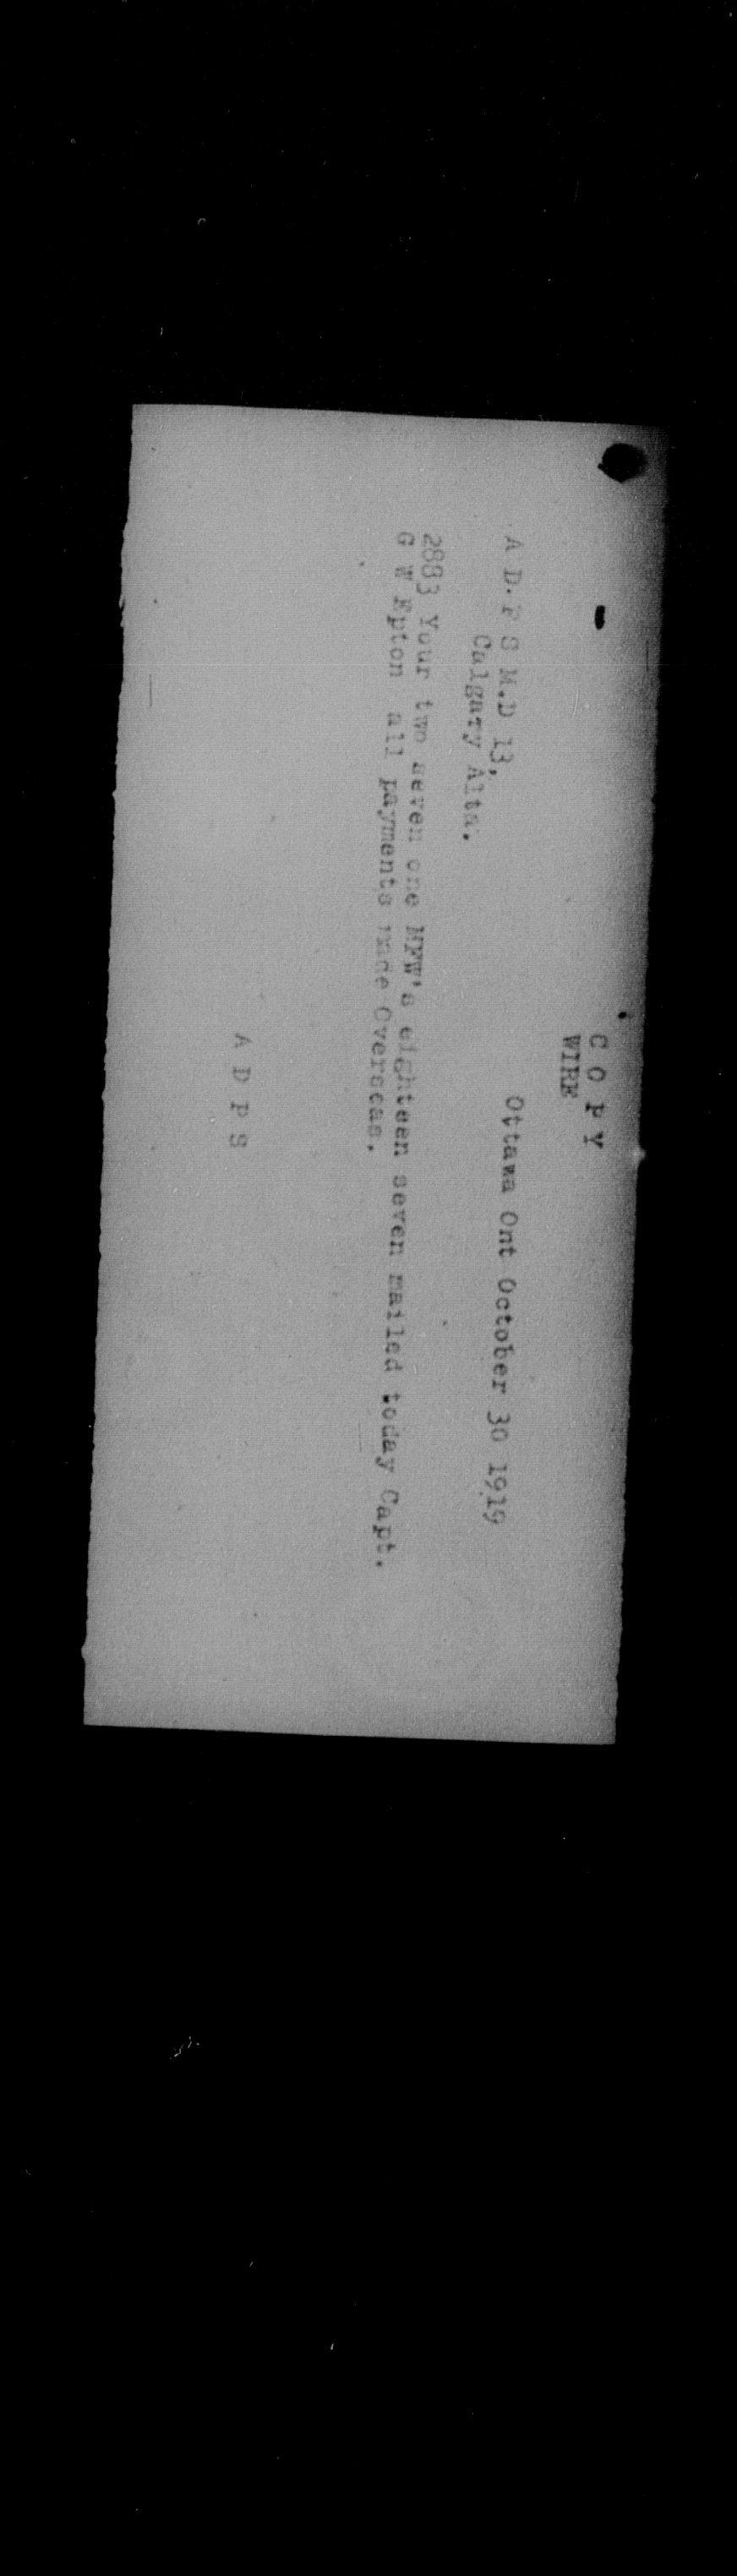 C O P Y
WIRE
Ottawa Ont October 30 1919
A D.P S M.D 13,
Calgary Alta.
2883 Your two seven one MFW's eighteen seven mailed today Capt.
G W Epton all payments made Overseas.
A D P S